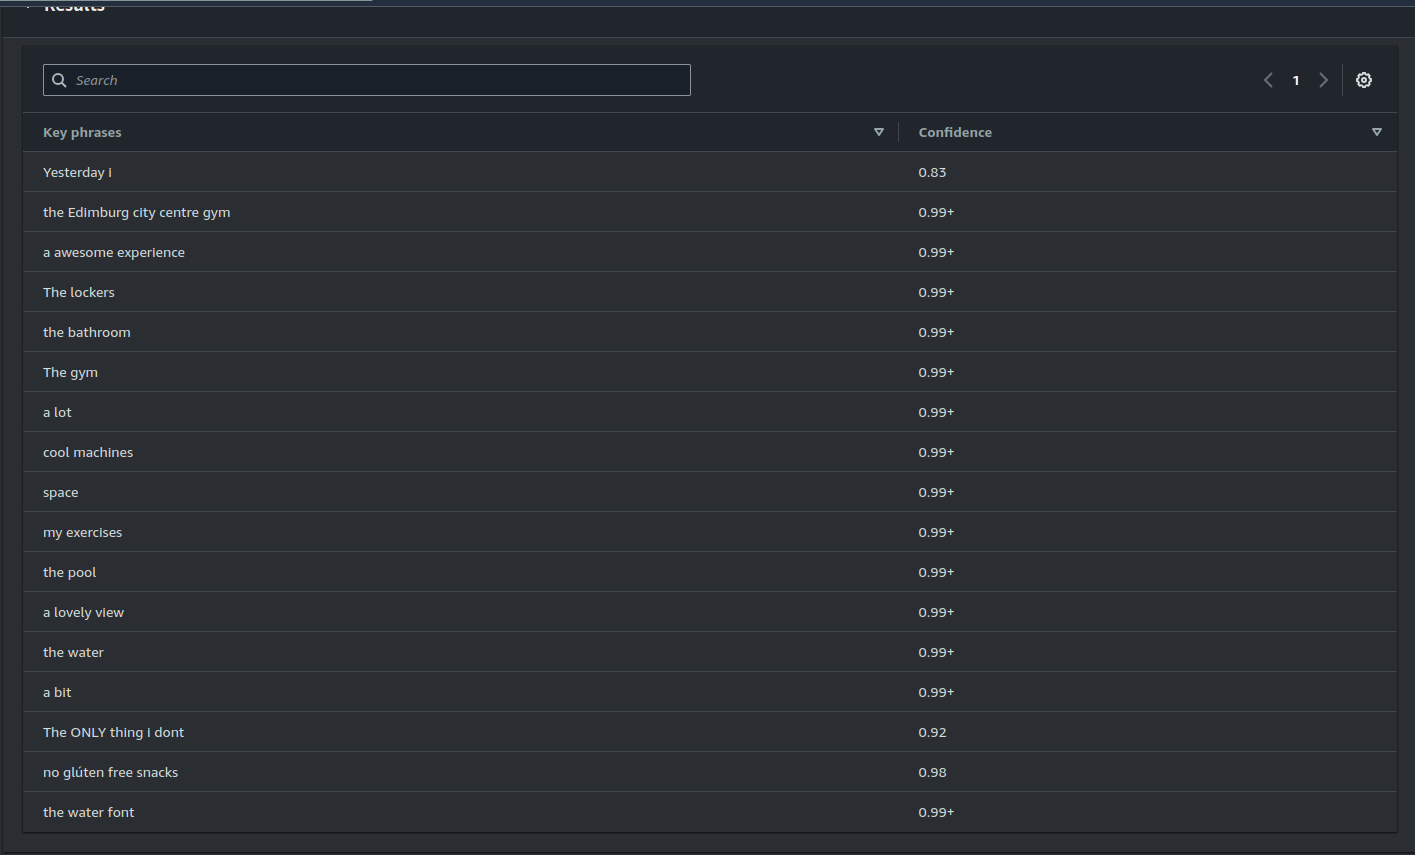 Results
Search
1
Key phrases Confidence
Yesterday i 0.83
the Edimburg city centre gym 0.99+
a awesome experience 0.99+
The lockers 0.99+
the bathroom 0.99+
The gym 0.99+
a lot 0.99+
cool machines 0.99+
space 0.99+
my exercises 0.99+
the pool 0.99+
a lovely view 0.99+
the water 0.99+
a bit 0.99+
The ONLY thing i dont 0.92
no glúten free snacks 0.98
the water font 0.99+